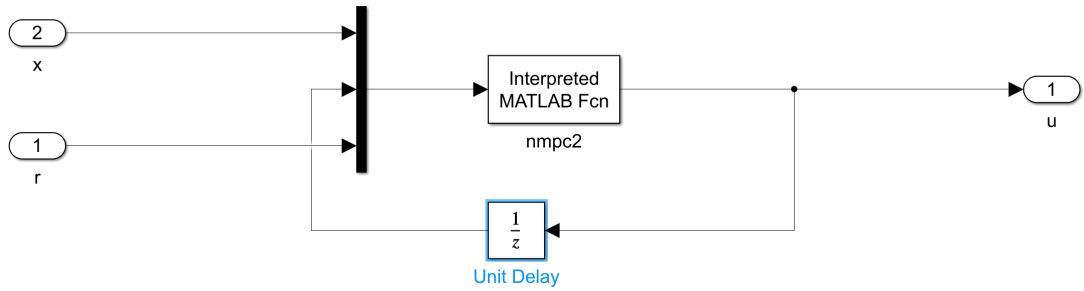 2
x
1
r
Interpreted
MATLAB Fcn
nmpc2
1
z
Unit Delay
1
u